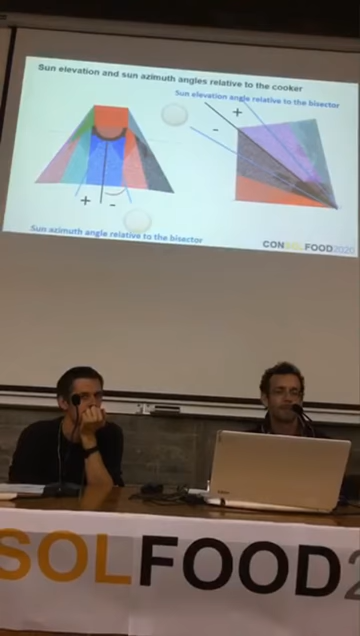 Sun elevation and sun azimuth angles relative to the cooker
Sun elevation angle relative to the bisector
+
-
+ -
Sun azimuth angle relative to the bisector
CONSOLFOOD2020
SOLFOOD2